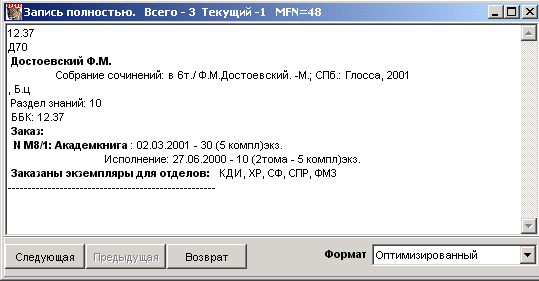 Запись полностью. Всего - 3 Текущий -1 MFN=48
12.37
Д70
Достоевский Ф.М.
Собрание сочинений: в 6т./ Ф.М.Достоевский. -М.; СПб.: Глосса, 2001
, Б.ц
Раздел знаний: 10
ББК: 12.37
Заказ:
N М8/1: Академкнига : 02.03.2001 - 30 (5 компл)экз.
Исполнение: 27.06.2000 - 10 (2тома - 5 компл)экз.
Заказаны экземпляры для отделов: КДИ, ХР, СФ, СПР, ФМЗ
----------------------------------------------------
Следующая Предыдущая Возврат Формат Оптимизированный